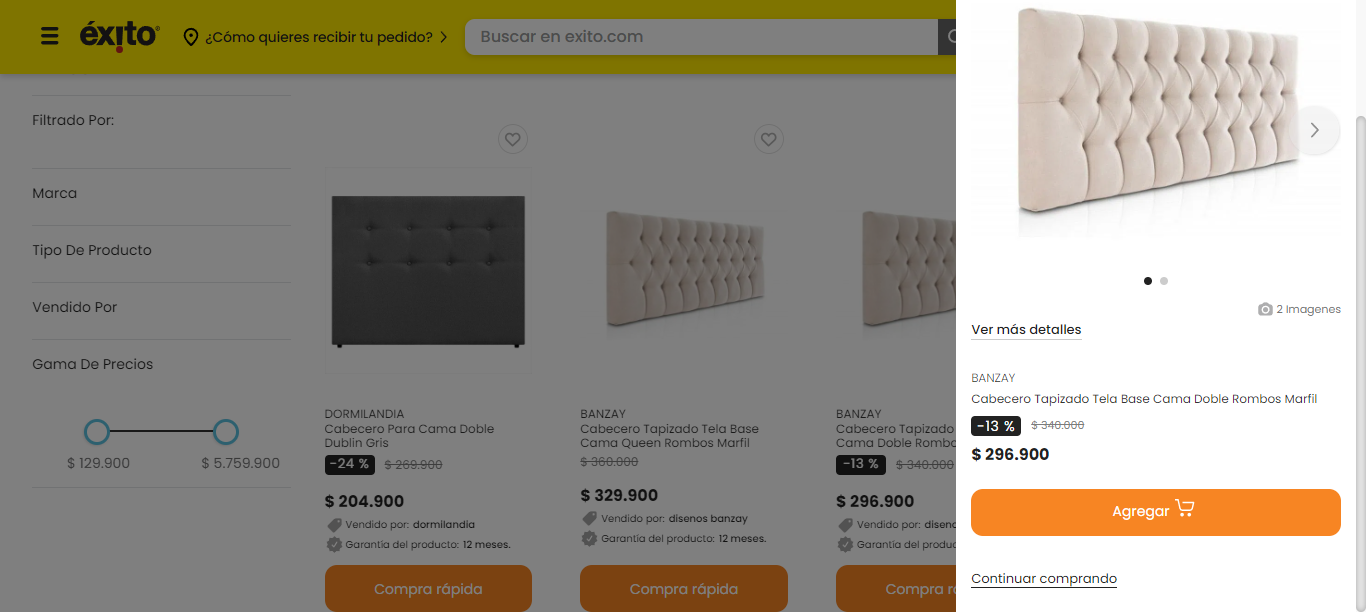 éxito
¿Cómo quieres recibir tu pedido?
Buscar en exito.com
Filtrado Por:
Marca
Tipo De Producto
Vendido Por
Gama De Precios
$ 129.900
$ 5.759.900
DORMILANDIA
Cabecero Para Cama Doble
Dublin Gris
-24 % $ 269.900
$ 204.900
Vendido por: dormilandia
Garantía del producto: 12 meses.
Compra rápida
BANZAY
Cabecero Tapizado Tela Base
Cama Queen Rombos Marfil
$ 360.000
$ 329.900
Vendido por: disenos banzay
Garantía del producto: 12 meses.
Compra rápida
BANZAY
Cabecero Tapizado
Cama Doble
-13 % $ 340.000
$ 296.900
Vendido por:
Garantía del
Compra
2 Imagenes
Ver más detalles
BANZAY
Cabecero Tapizado Tela Base Cama Doble Rombos Marfil
-13 % $ 340.000
$ 296.900
Agregar
Continuar comprando